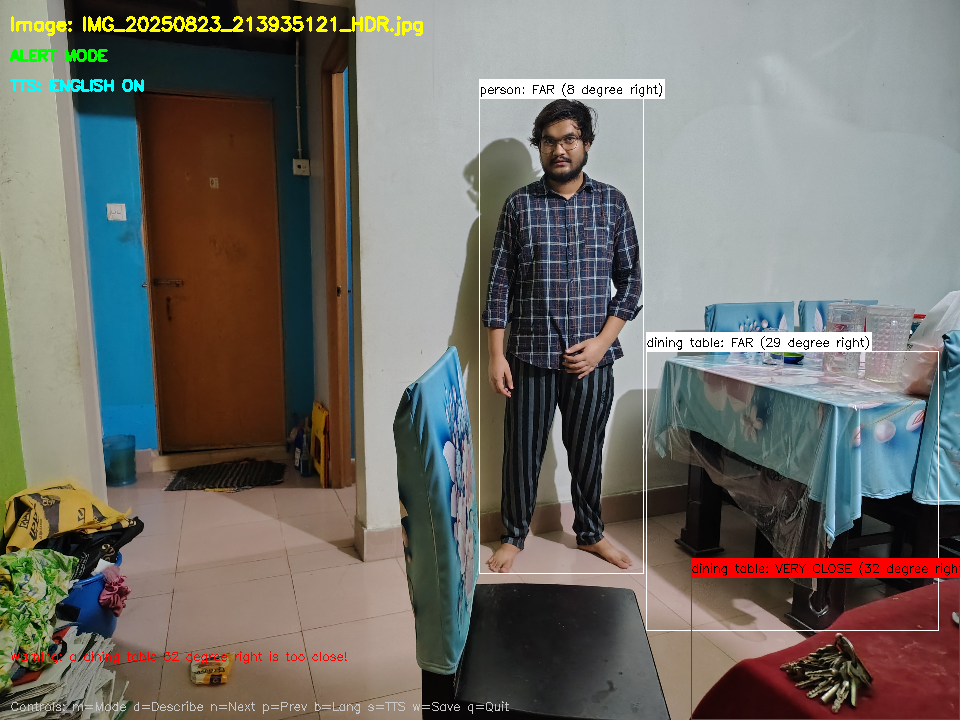 Image: IMG_20250823_213935121_HDR.jpg
ALERT MODE
TTS: ENGLISH ON
person: FAR (8 degree right)
dining table: FAR (29 degree right)
dining table: VERY CLOSE (32 degree righ
Warning: a dining table 32 degree right is too close!
Controls: m=Mode d=Describe n=Next p=Prev b=Lang s=TTS w=Save q=Quit